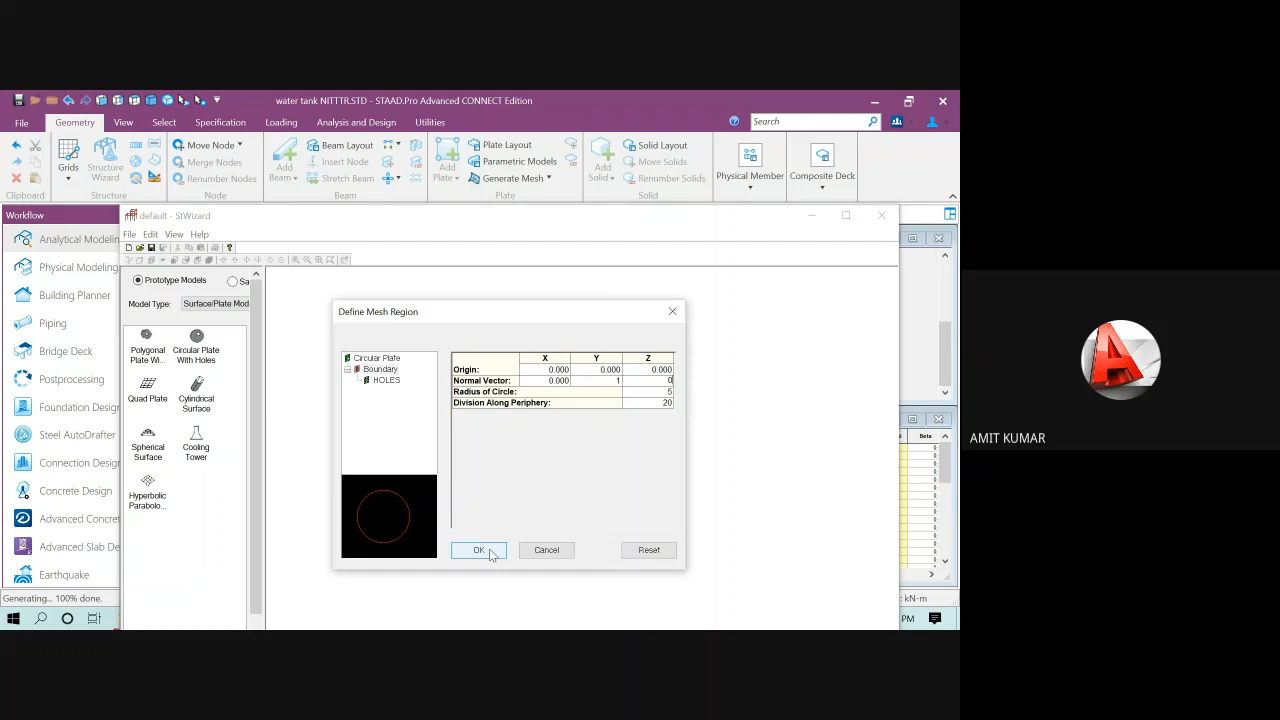 water tank NITTTR.STD - STAAD.Pro Advanced CONNECT Edition
File Geometry View Select Specification Loading Analysis and Design Utilities Search
Move Node Beam Layout Plate Layout Solid Layout
Grids Structure Wizard Merge Nodes Add Beam Insert Node Add Plate Parametric Models Add Solid Move Solids Physical Member Composite Deck
Renumber Nodes Stretch Beam Generate Mesh Renumber Solids
Clipboard Structure Node Beam Plate Solid
Workflow
default - StWizard
File Edit View Help
Analytical Modelin
Physical Modeling
Building Planner
Piping
Bridge Deck
Postprocessing
Foundation Desig
Steel AutoDrafter
Connection Desig
Concrete Design
Advanced Concre
Advanced Slab De
Earthquake
Generating... 100% done.
Prototype Models Sa
Model Type: Surface/Plate Mod
Polygonal Plate Wi...
Circular Plate With Holes
Quad Plate
Cylindrical Surface
Spherical Surface
Cooling Tower
Hyperbolic Parabolo...
Define Mesh Region
Circular Plate
Boundary
HOLES
X Y Z
Origin: 0.000 0.000 0.000
Normal Vector: 0.000 1 0
Radius of Circle: 5
Division Along Periphery: 20
OK Cancel Reset
Beta
kN-m
PM
AMIT KUMAR